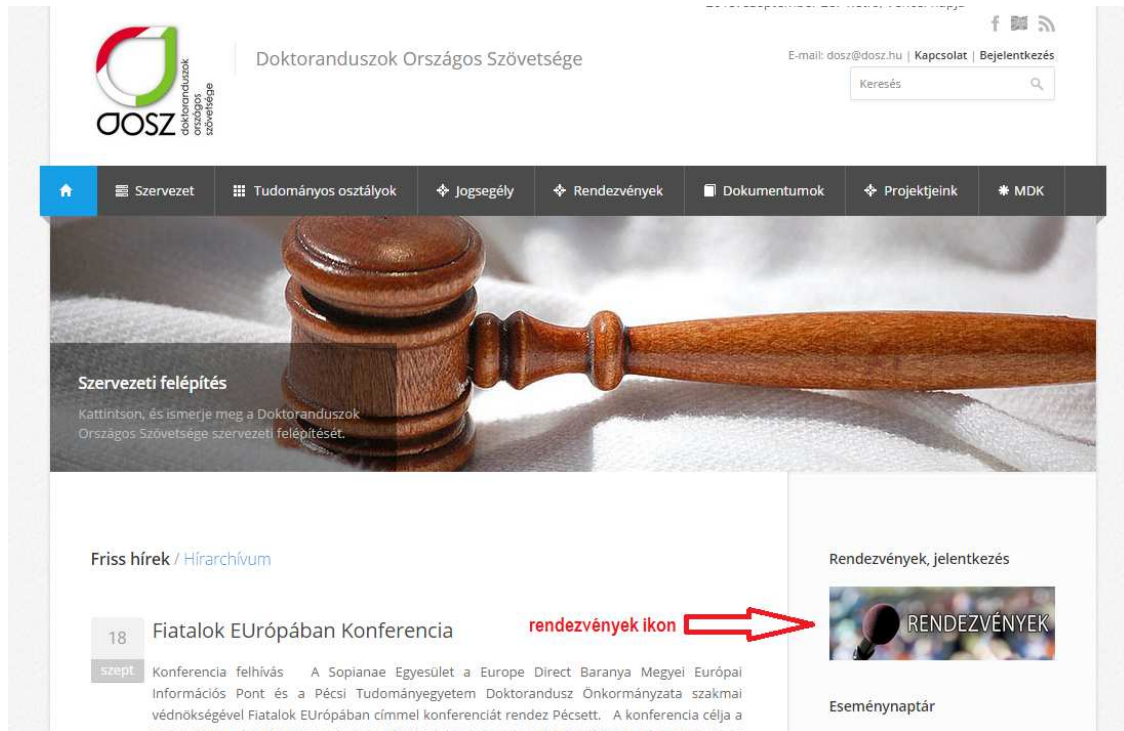 dosz
doktoranduszok
országos
szövetsége
Doktoranduszok Országos Szövetsége
E-mail: dosz@dosz.hu | Kapcsolat | Bejelentkezés
Keresés
Szervezet Tudományos osztályok Jogsegély Rendezvények Dokumentumok Projektjeink MDK
Szervezeti felépítés
Kattintson, és ismerje meg a Doktoranduszok
Országos Szövetsége szervezeti felépítését.
Friss hírek / Hírarchívum
18
szept
Fiatalok EUrópában Konferencia
Konferencia felhívás A Sopianae Egyesület a Europe Direct Baranya Megyei Európai
Információs Pont és a Pécsi Tudományegyetem Doktorandusz Önkormányzata szakmai
védnökségével Fiatalok EUrópában címmel konferenciát rendez Pécsett. A konferencia célja a
rendezvények ikon
Rendezvények, jelentkezés
RENDEZVÉNYEK
Eseménynaptár